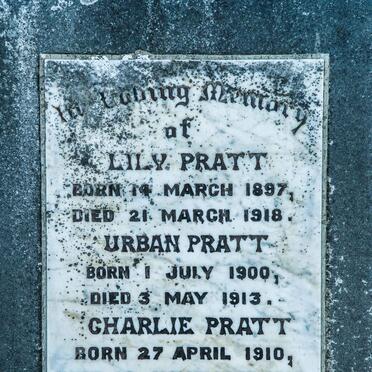 In Loving Memory
of
LILY PRATT
BORN 14 MARCH 1897,
DIED 21 MARCH 1918.
URBAN PRATT
BORN 1 JULY 1900,
DIED 3 MAY 1913.
CHARLIE PRATT
BORN 27 APRIL 1910,